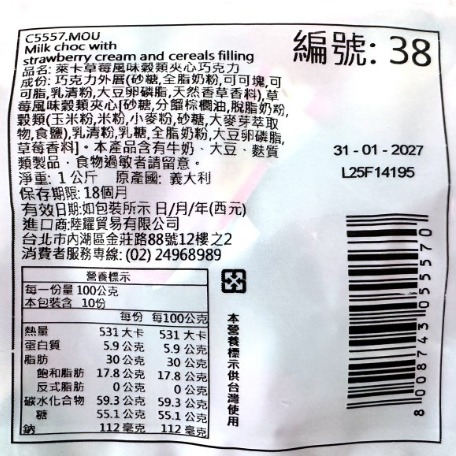 C5557.MOU
Milk choc with
strawberry cream and cereals filling
編號: 38
品名: 萊卡草莓風味穀類夾心巧克力
成份: 巧克力外層(砂糖,全脂奶粉,可可塊,可
可脂,乳清粉,大豆卵磷脂,天然香草香料),草
莓風味穀類夾心[砂糖,分餾棕櫚油,脫脂奶粉,
穀類(玉米粉,米粉,小麥粉,砂糖,大麥芽萃取
物,食鹽),乳清粉,乳糖,全脂奶粉,大豆卵磷脂,
草莓香料]。本產品含有牛奶、大豆、麩質
類製品,食物過敏者請留意。
淨重: 1 公斤 原產國: 義大利
保存期限: 18個月
有效日期:如包裝所示 日/月/年(西元)
進口商:陸耀貿易有限公司
台北市內湖區金莊路88號12樓之2
消費者服務專線: (02) 24968989
31-01-2027
L25F14195
營養標示
每一份量 100公克
本包裝含 10份
每份 每100公克
熱量 531 大卡 531 大卡
蛋白質 5.9 公克 5.9 公克
脂肪 30 公克 30 公克
飽和脂肪 17.8 公克 17.8 公克
反式脂肪 0 公克 0 公克
碳水化合物 59.3 公克 59.3 公克
糖 55.1 公克 55.1 公克
鈉 112 毫克 112 毫克
本營養標示供台灣使用
8 008743 055570